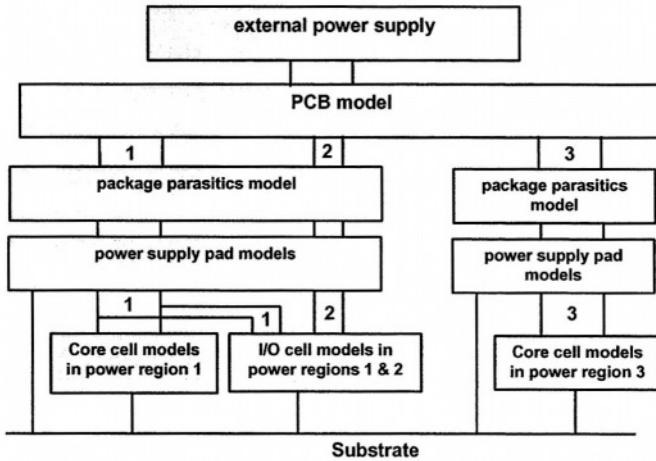 external power supply
PCB model
1
2
3
package parasitics model
package parasitics
model
power supply pad models
power supply pad
models
1
1
2
3
Core cell models
in power region 1
I/O cell models in
power regions 1 & 2
Core cell models
in power region 3
Substrate